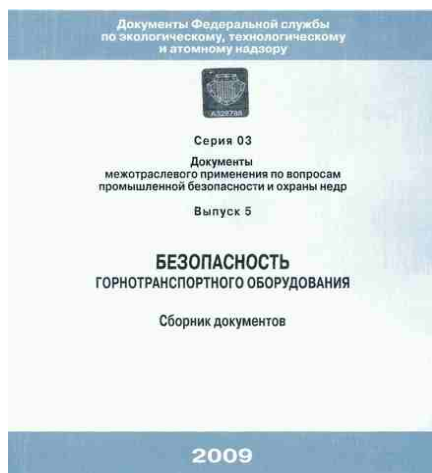 Документы Федеральной службы
по экологическому, технологическому
и атомному надзору
Серия 03
Документы
межотраслевого применения по вопросам
промышленной безопасности и охраны недр
Выпуск 5
БЕЗОПАСНОСТЬ
ГОРНОТРАНСПОРТНОГО ОБОРУДОВАНИЯ
Сборник документов
2009